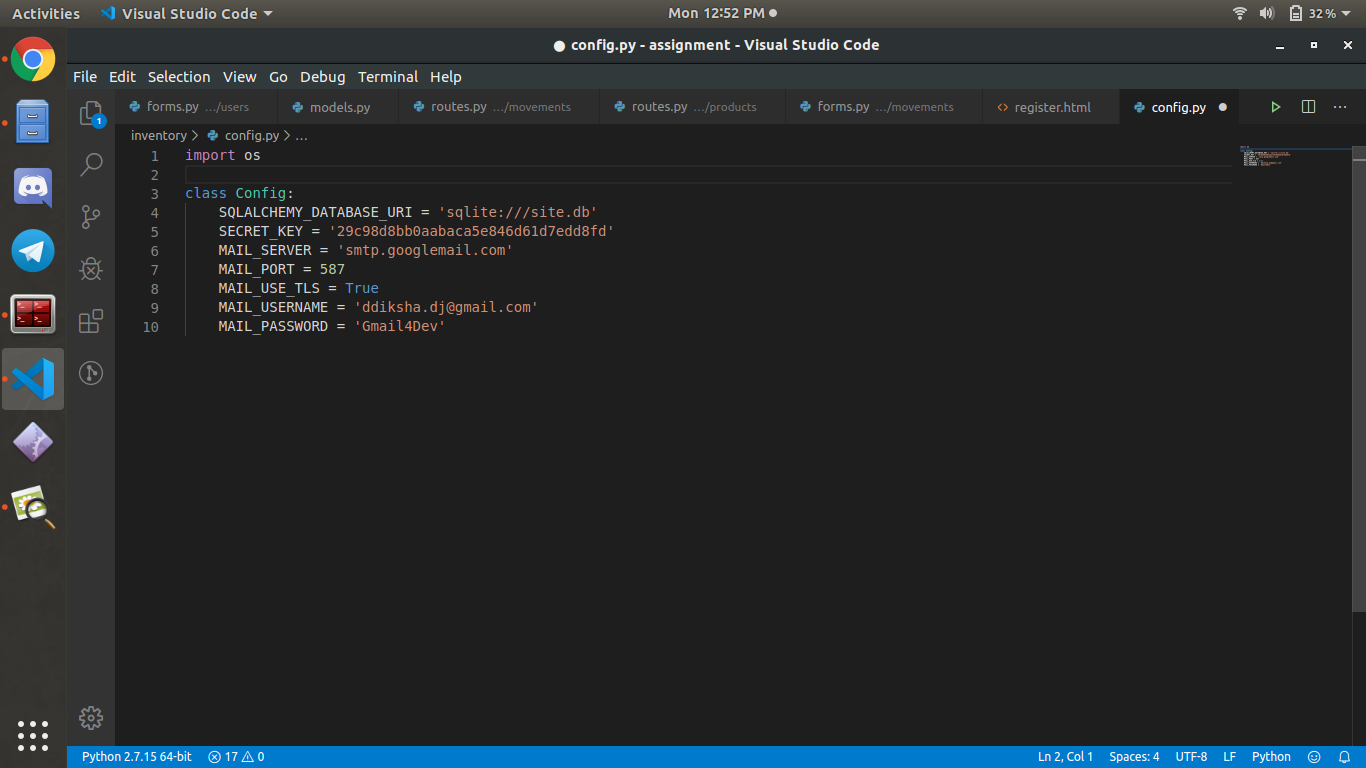 Activities Visual Studio Code Mon 12:52 PM 32 %
config.py - assignment - Visual Studio Code
File Edit Selection View Go Debug Terminal Help
forms.py …/users models.py routes.py …/movements routes.py …/products forms.py …/movements register.html config.py
1
inventory > config.py > …
1 import os
2
3 class Config:
4 SQLALCHEMY_DATABASE_URI = 'sqlite:///site.db'
5 SECRET_KEY = '29c98d8bb0aabaca5e846d61d7edd8fd'
6 MAIL_SERVER = 'smtp.googlemail.com'
7 MAIL_PORT = 587
8 MAIL_USE_TLS = True
9 MAIL_USERNAME = 'ddiksha.dj@gmail.com'
10 MAIL_PASSWORD = 'Gmail4Dev'
Python 2.7.15 64-bit 17 0 Ln 2, Col 1 Spaces: 4 UTF-8 LF Python